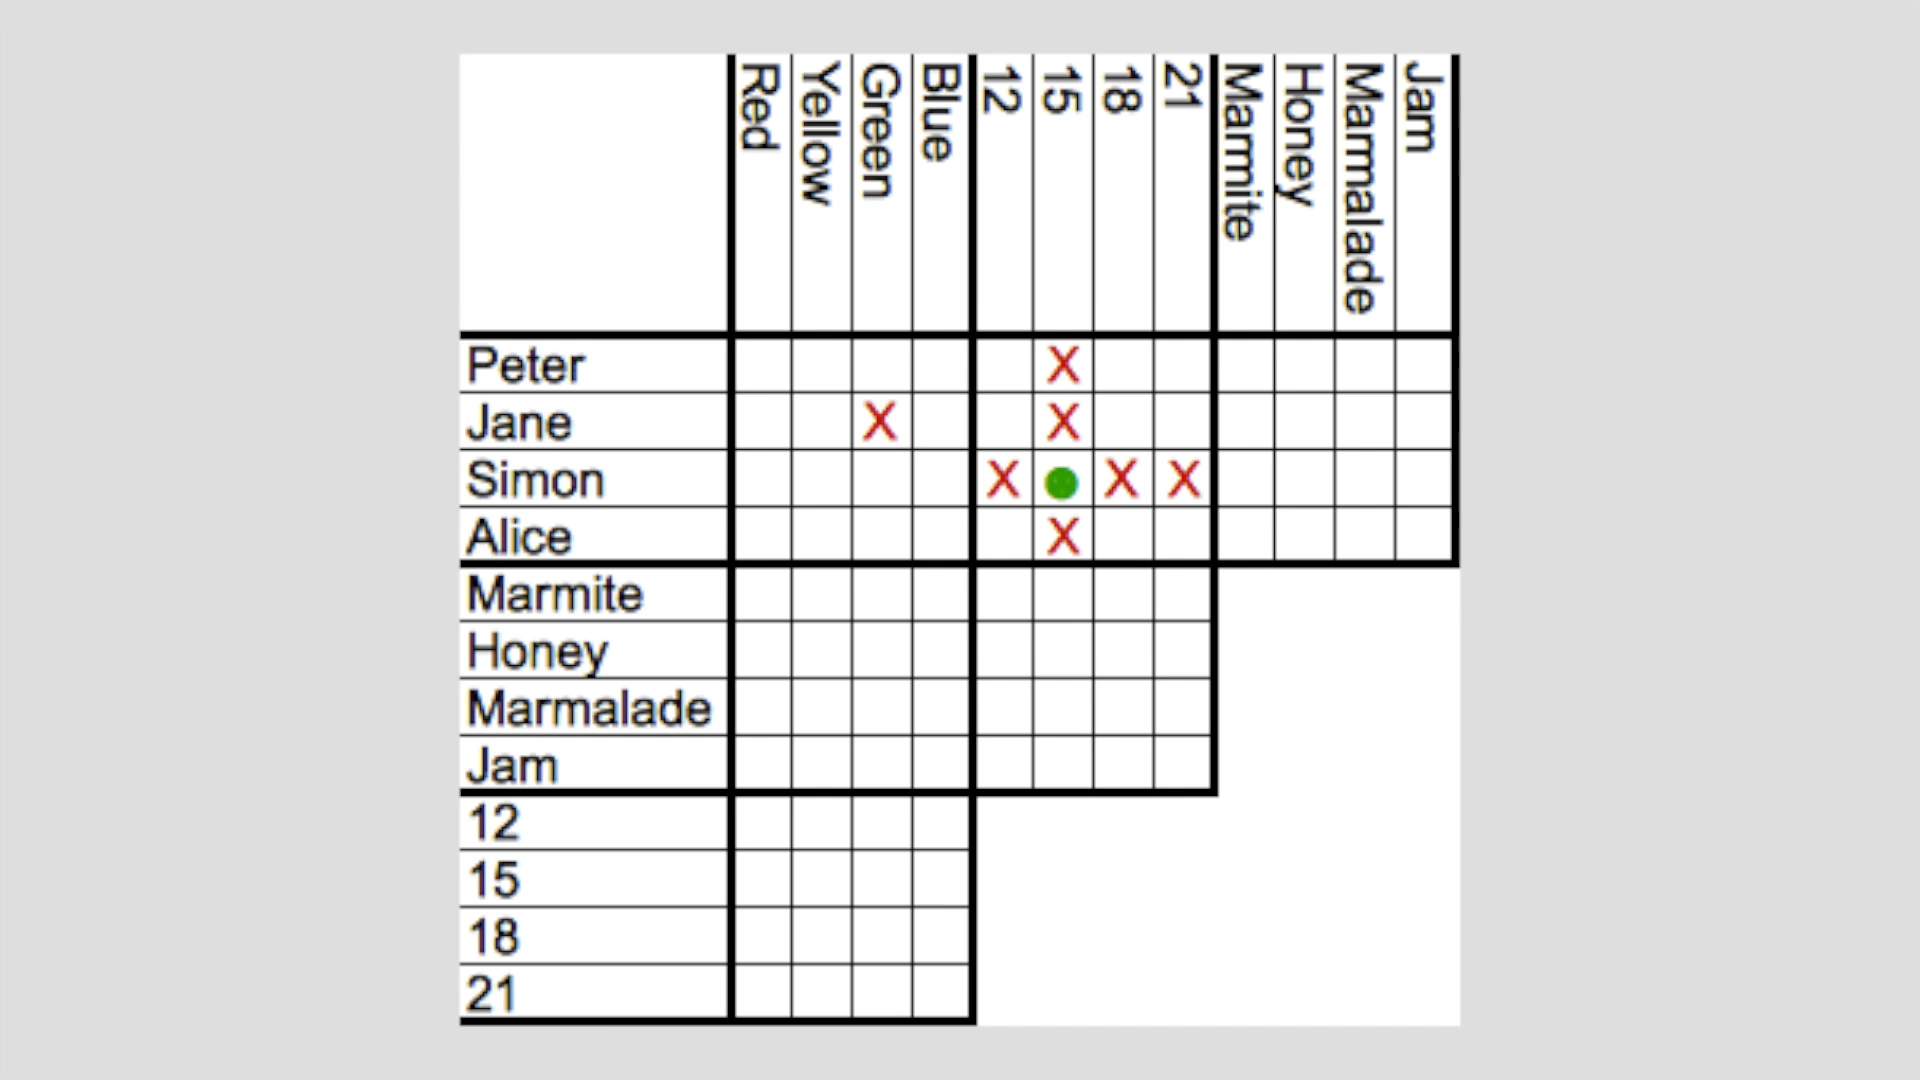 Red
Yellow
Green
Blue
12
15
18
21
Marmite
Honey
Marmalade
Jam
Peter X
Jane X X
Simon X X X
Alice X
Marmite
Honey
Marmalade
Jam
12
15
18
21